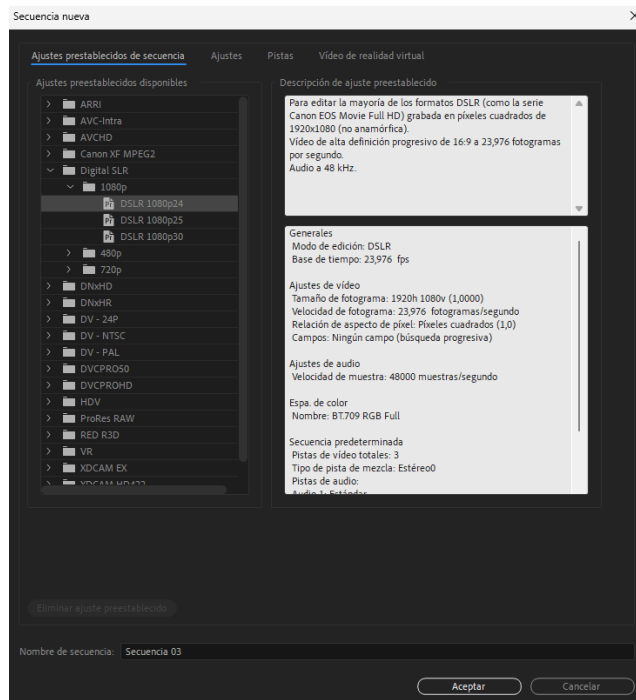 Secuencia nueva
Ajustes prestablecidos de secuencia
Ajustes
Pistas
Vídeo de realidad virtual
Ajustes preestablecidos disponibles
ARRI
AVC-Intra
AVCHD
Canon XF MPEG2
Digital SLR
1080p
DSLR 1080p24
DSLR 1080p25
DSLR 1080p30
480p
720p
DNxHD
DNxHR
DV - 24P
DV - NTSC
DV - PAL
DVCPRO50
DVCPROHD
HDV
ProRes RAW
RED R3D
VR
XDCAM EX
XDCAM HD422
Descripción de ajuste preestablecido
Para editar la mayoría de los formatos DSLR (como la serie
Canon EOS Movie Full HD) grabada en píxeles cuadrados de
1920x1080 (no anamórfica).
Vídeo de alta definición progresivo de 16:9 a 23,976 fotogramas
por segundo.
Audio a 48 kHz.
Generales
Modo de edición: DSLR
Base de tiempo: 23,976 fps
Ajustes de vídeo
Tamaño de fotograma: 1920h 1080v (1,0000)
Velocidad de fotograma: 23,976 fotogramas/segundo
Relación de aspecto de píxel: Píxeles cuadrados (1,0)
Campos: Ningún campo (búsqueda progresiva)
Ajustes de audio
Velocidad de muestra: 48000 muestras/segundo
Espa. de color
Nombre: BT.709 RGB Full
Secuencia predeterminada
Pistas de vídeo totales: 3
Tipo de pista de mezcla: Estéreo0
Pistas de audio:
Audio 1: Estándar
Eliminar ajuste preestablecido
Nombre de secuencia: Secuencia 03
Aceptar
Cancelar